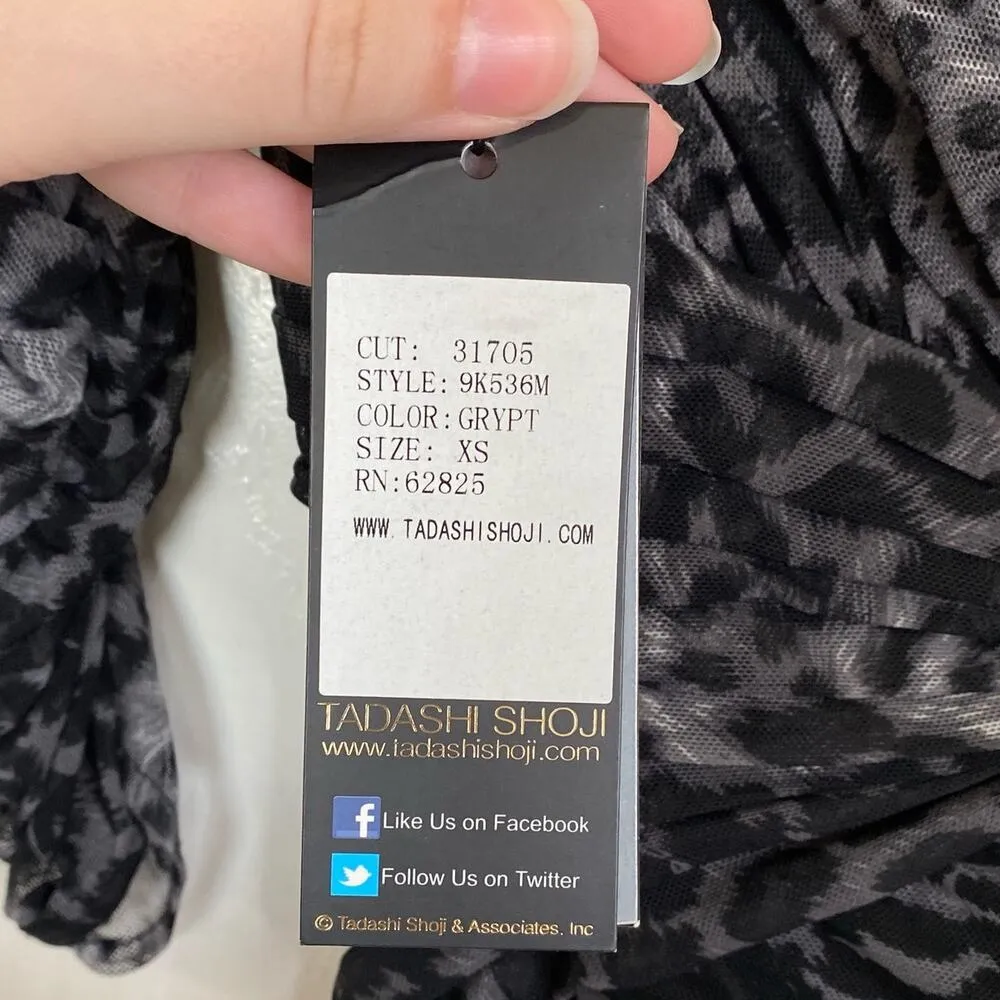 CUT: 31705
STYLE: 9K536M
COLOR: GRYPT
SIZE: XS
RN:62825
WWW.TADASHISHOJI.COM
TADASHI SHOJI
www.tadashishoji.com
f Like Us on Facebook
Follow Us on Twitter
© Tadashi Shoji & Associates, Inc